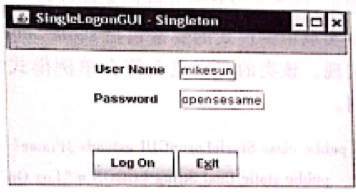 SingleLogonGUI - Singleton
User Name mikesun
Password opensesame
Log On Exit